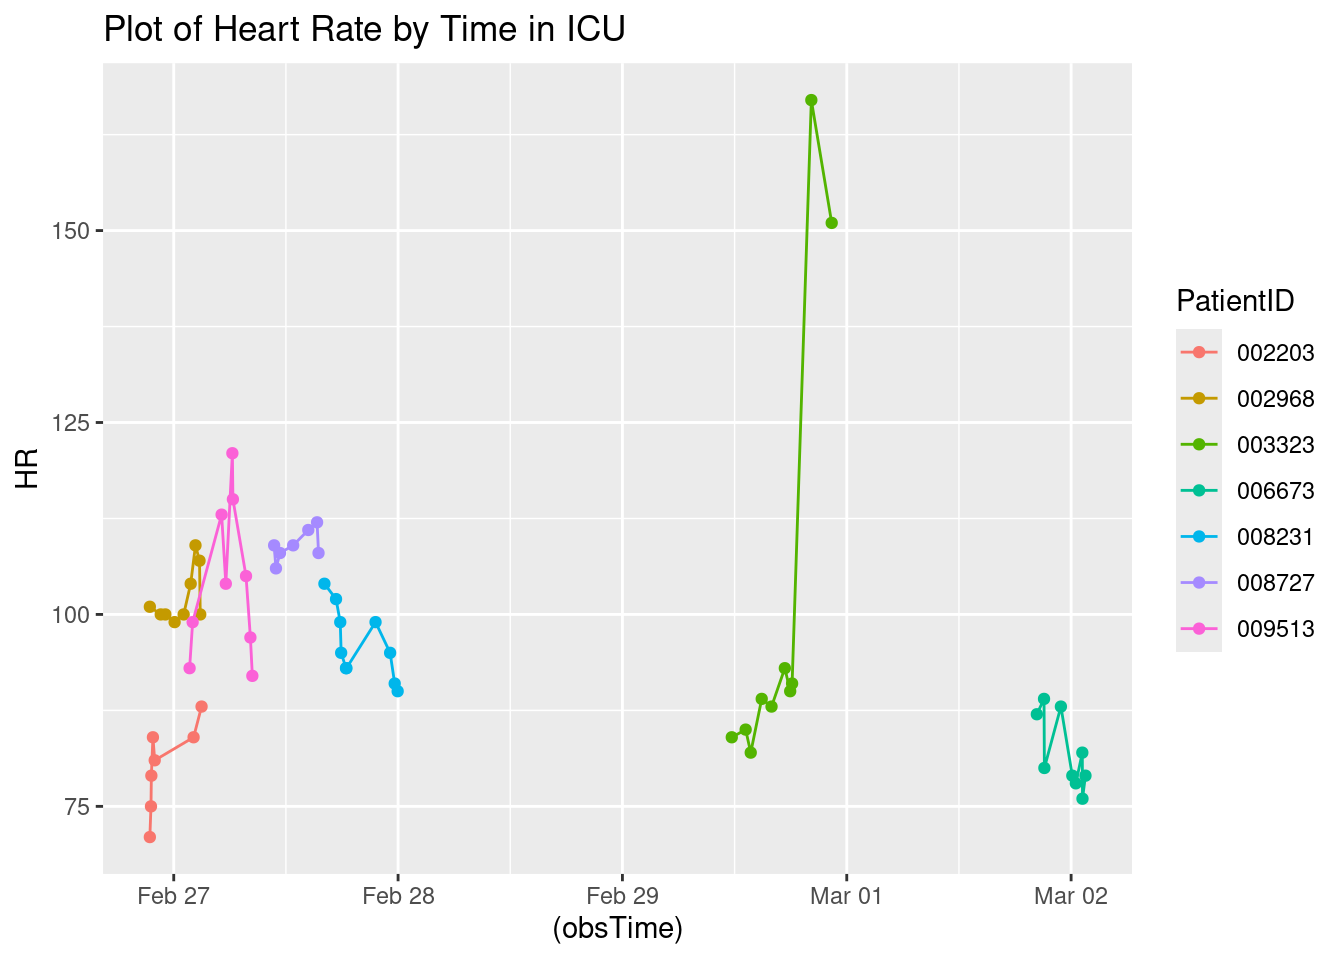 Plot of Heart Rate by Time in ICU
HR
150
125
100
75
Feb 27
Feb 28
Feb 29
Mar 01
Mar 02
(obsTime)
PatientID
002203
002968
003323
006673
008231
008727
009513